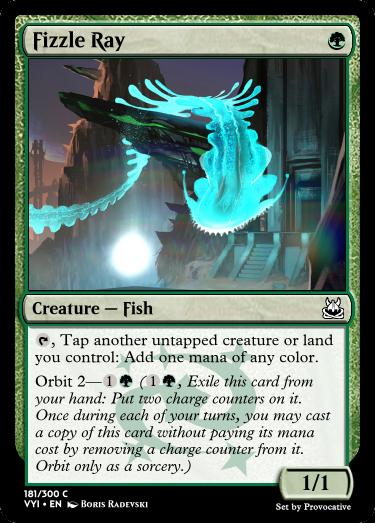 Fizzle Ray
Creature — Fish
, Tap another untapped creature or land
you control: Add one mana of any color.
Orbit 2— 1 (1 , Exile this card from
your hand: Put two charge counters on it.
Once during each of your turns, you may cast
a copy of this card without paying its mana
cost by removing a charge counter from it.
Orbit only as a sorcery.)
1/1
181/300 C
VYI • EN Boris Radevski
Set by Provocative